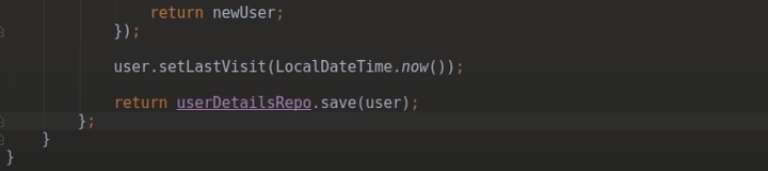 return newUser;
});
user.setLastVisit(LocalDateTime.now());
return userDetailsRepo.save(user);
};
}
}